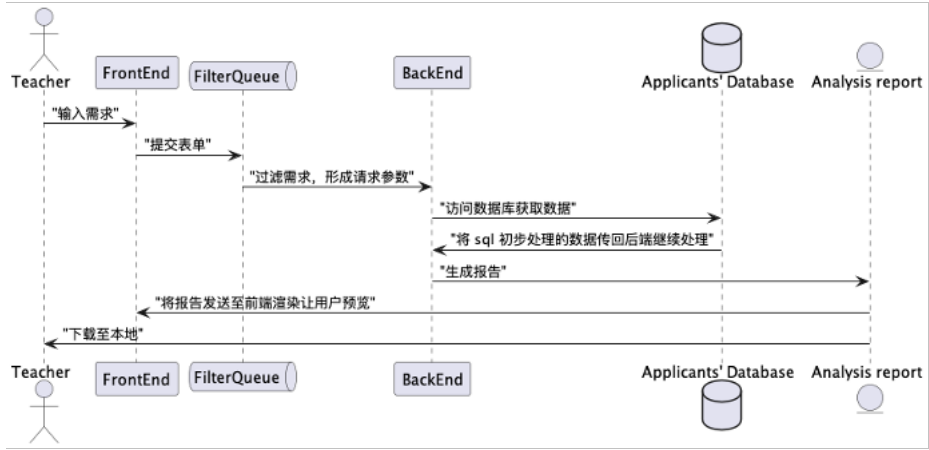 Teacher
FrontEnd
FilterQueue
BackEnd
Applicants' Database
Analysis report
"输入需求"
"提交表单"
"过滤需求，形成请求参数"
"访问数据库获取数据"
"将 sql 初步处理的数据传回后端继续处理"
"生成报告"
"将报告发送至前端渲染让用户预览"
"下载至本地"
Teacher
FrontEnd
FilterQueue
BackEnd
Applicants' Database
Analysis report